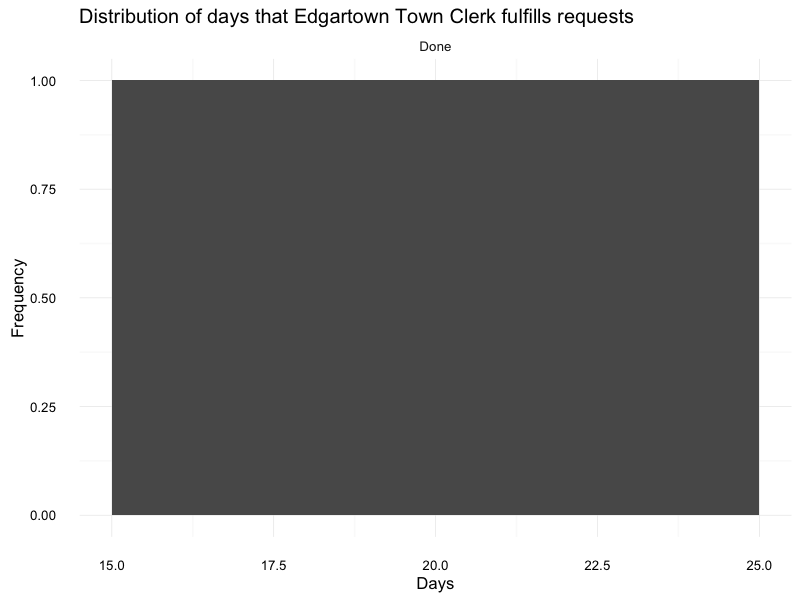 Distribution of days that Edgartown Town Clerk fulfills requests
Done
1.00
0.75
0.50
0.25
0.00
Frequency
15.0 17.5 20.0 22.5 25.0
Days